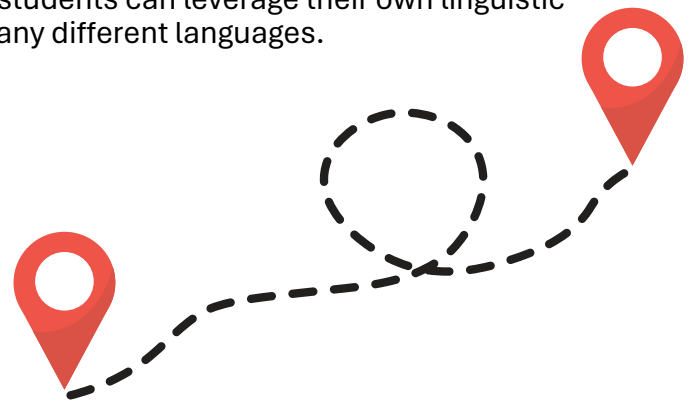 students can leverage their own linguistic
any different languages.